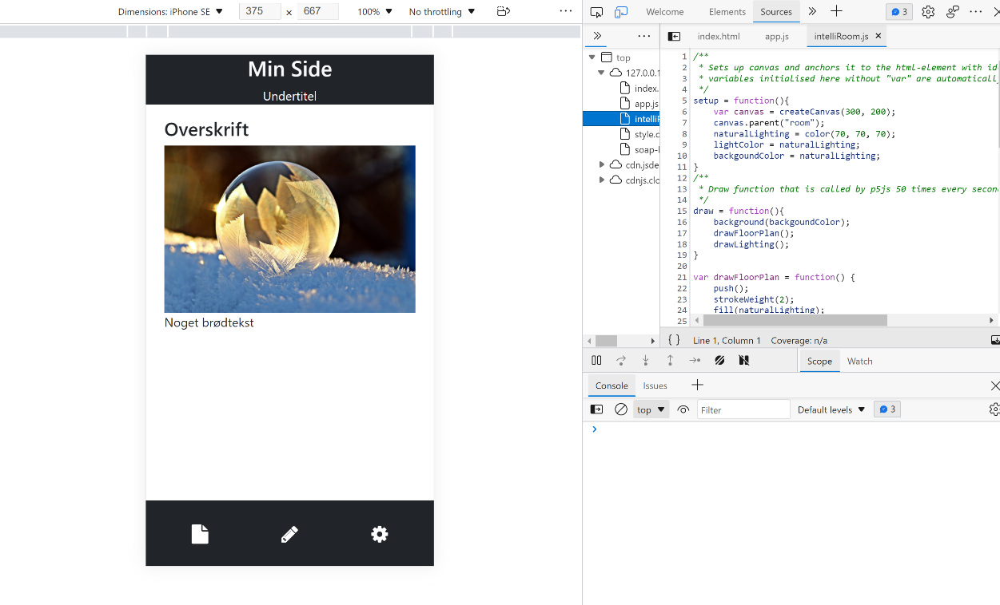 Dimensions: iPhone SE 375 x 667 100% No throttling
Welcome Elements Sources 3
index.html app.js intelliRoom.js
top
127.0.0.1
index.
app.js
intelliR
style.c
soap-
cdn.jsde
cdnjs.clo
1 /**
2 * Sets up canvas and anchors it to the html-element with id
3 * variables initialised here without "var" are automatical
4 */
5 setup = function(){
6 var canvas = createCanvas(300, 200);
7 canvas.parent("room");
8 naturalLighting = color(70, 70, 70);
9 lightColor = naturalLighting;
10 backgoundColor = naturalLighting;
11 }
12 /**
13 * Draw function that is called by p5js 50 times every secon
14 */
15 draw = function(){
16 background(backgoundColor);
17 drawFloorPlan();
18 drawLighting();
19 }
20
21 var drawFloorPlan = function() {
22 push();
23 strokeWeight(2);
24 fill(naturalLighting);
25
{ } Line 1, Column 1 Coverage: n/a
Scope Watch
Console Issues
top Filter Default levels 3
Min Side
Undertitel
Overskrift
Noget brødtekst